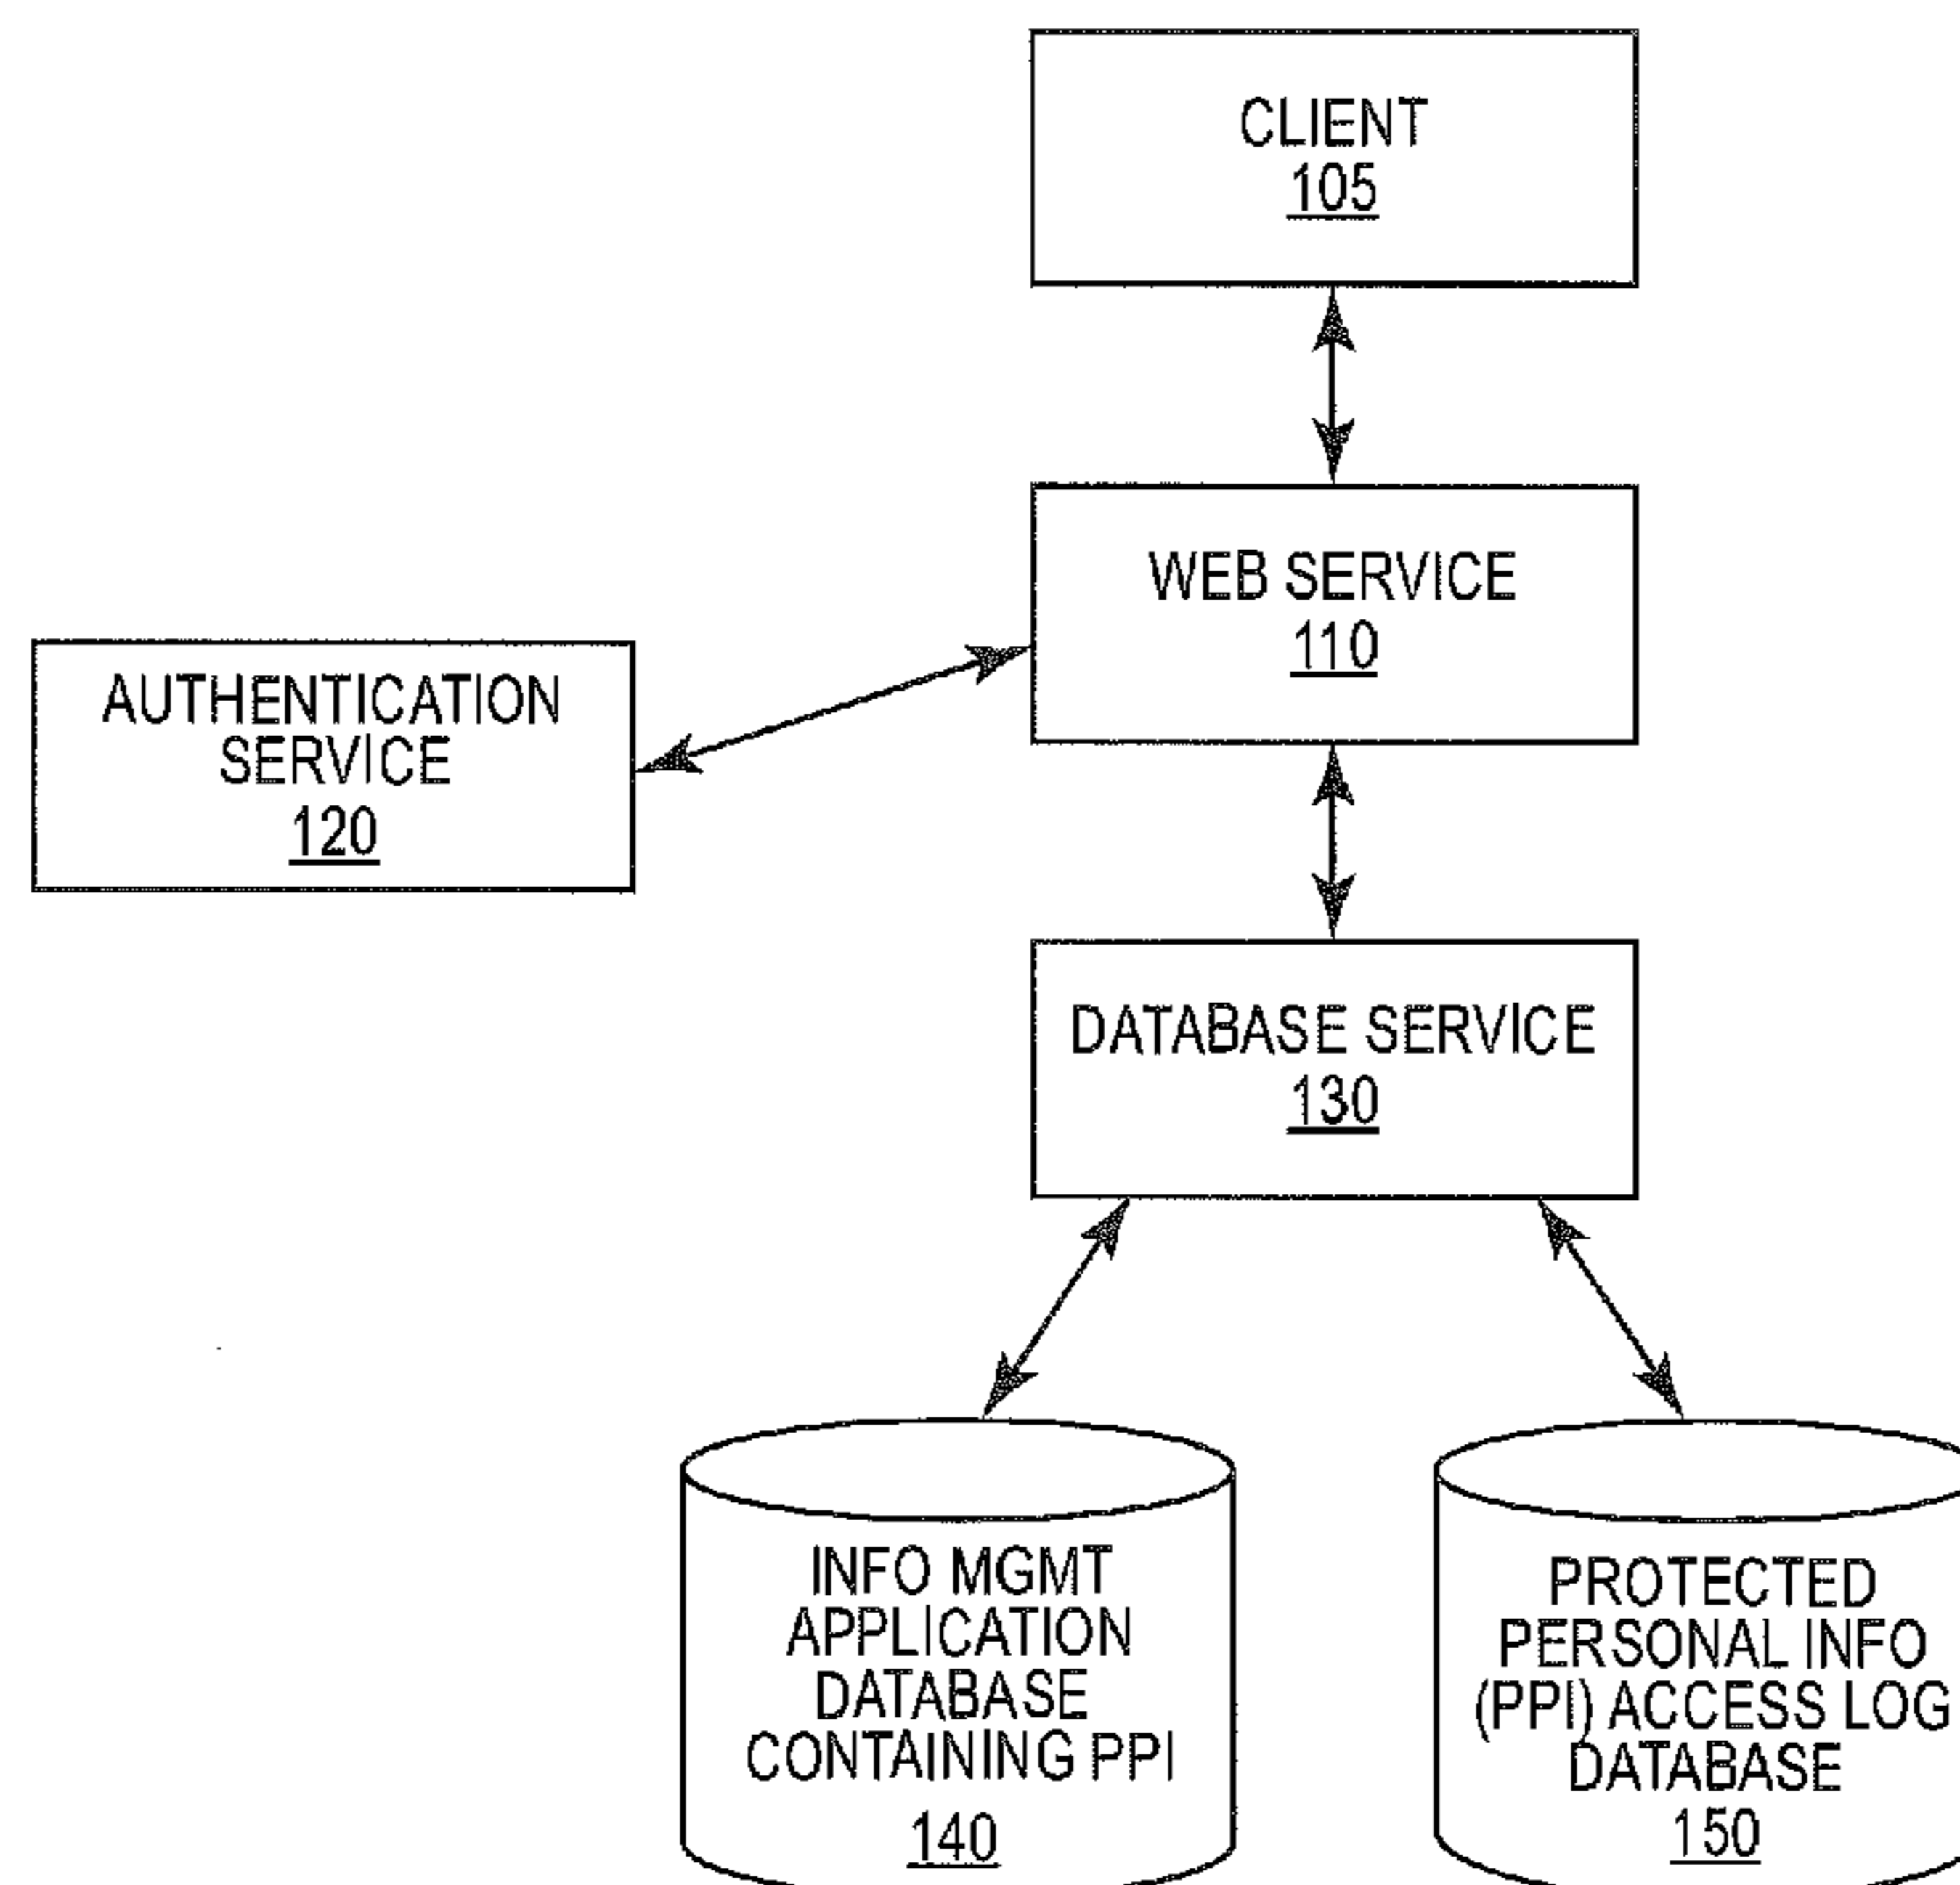 CLIENT
105
WEB SERVICE
110
AUTHENTICATION
SERVICE
120
DATABASE SERVICE
130
INFO MGMT
APPLICATION
DATABASE
CONTAINING PPI
140
PROTECTED
PERSONAL INFO
(PPI) ACCESS LOG
DATABASE
150